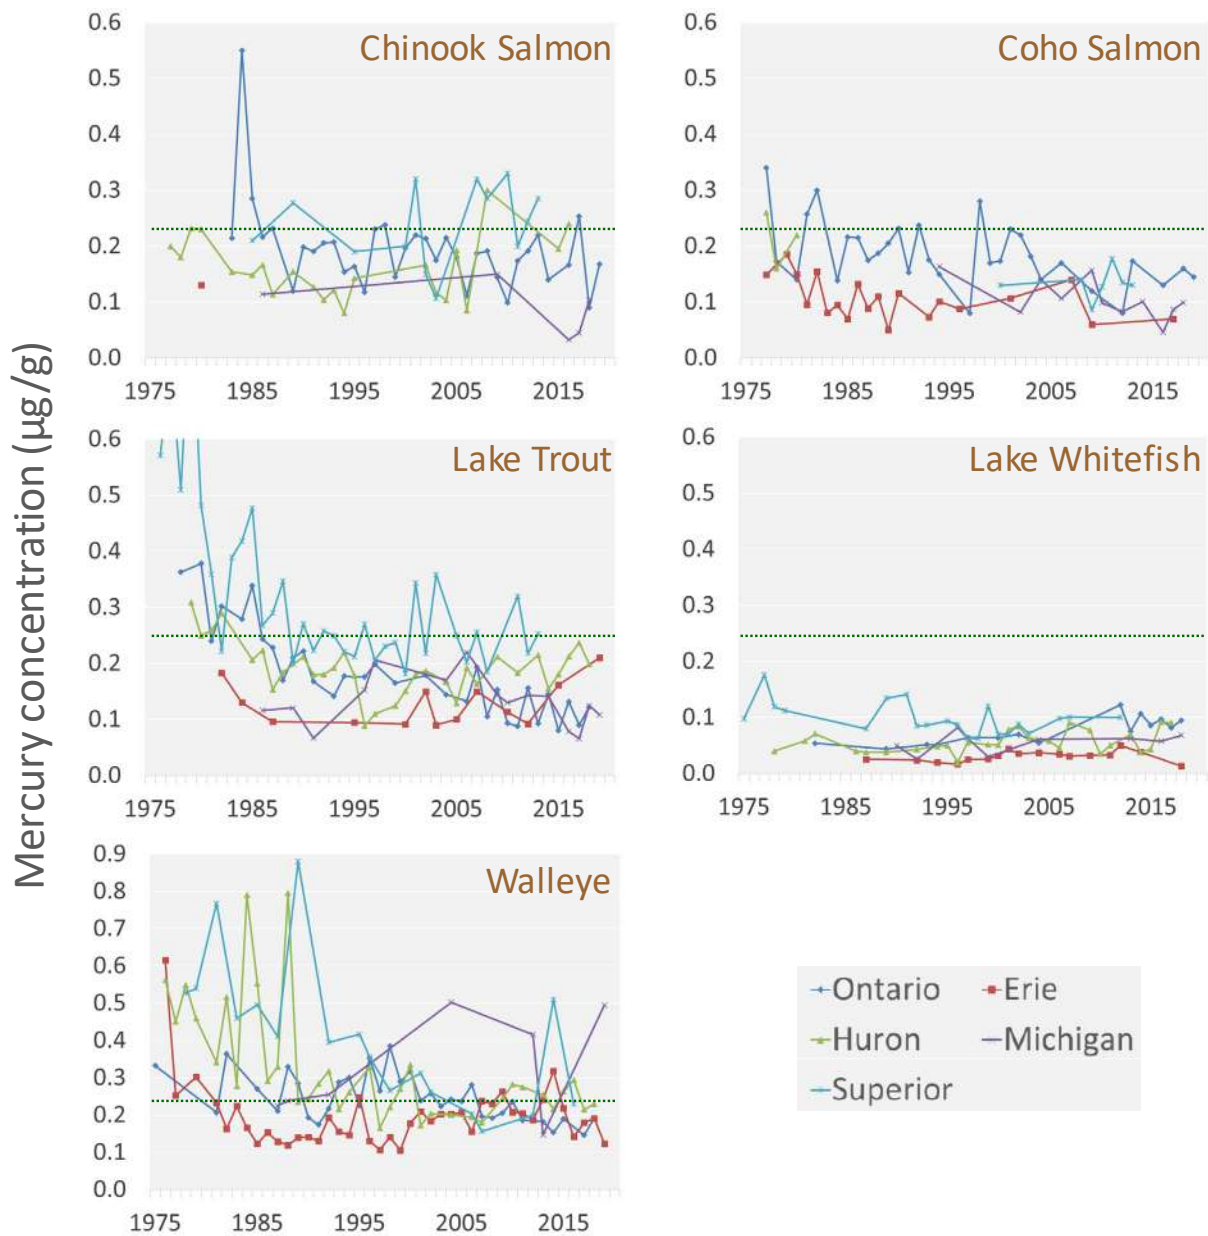 Mercury concentration (µg/g)
Chinook Salmon
0.6
0.5
0.4
0.3
0.2
0.1
0.0
1975 1985 1995 2005 2015
Coho Salmon
0.6
0.5
0.4
0.3
0.2
0.1
0.0
1975 1985 1995 2005 2015
Lake Trout
0.6
0.5
0.4
0.3
0.2
0.1
0.0
1975 1985 1995 2005 2015
Lake Whitefish
0.6
0.5
0.4
0.3
0.2
0.1
0.0
1975 1985 1995 2005 2015
Walleye
0.9
0.8
0.7
0.6
0.5
0.4
0.3
0.2
0.1
0.0
1975 1985 1995 2005 2015
Ontario Erie
Huron Michigan
Superior